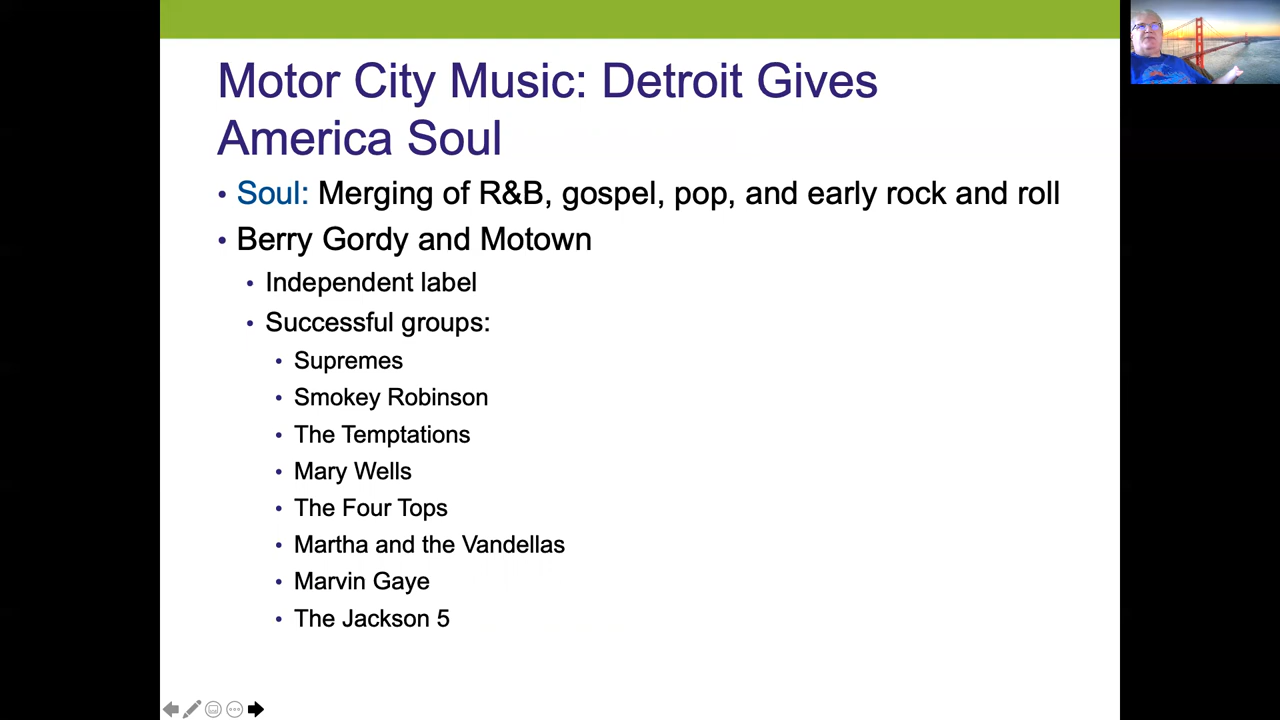 Motor City Music: Detroit Gives
America Soul
• Soul: Merging of R&B, gospel, pop, and early rock and roll
• Berry Gordy and Motown
• Independent label
• Successful groups:
• Supremes
• Smokey Robinson
• The Temptations
• Mary Wells
• The Four Tops
• Martha and the Vandellas
• Marvin Gaye
• The Jackson 5